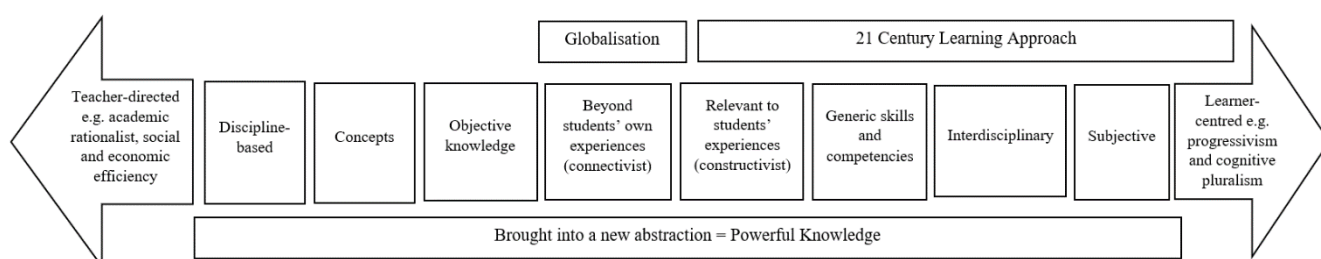 Globalisation
21 Century Learning Approach
Teacher-directed
e.g. academic
rationalist, social
and economic
efficiency
Discipline-
based
Concepts
Objective
knowledge
Beyond
students’ own
experiences
(connectivist)
Relevant to
students’
experiences
(constructivist)
Generic skills
and
competencies
Interdisciplinary
Subjective
Learner-
centred e.g.
progressivism
and cognitive
pluralism
Brought into a new abstraction = Powerful Knowledge